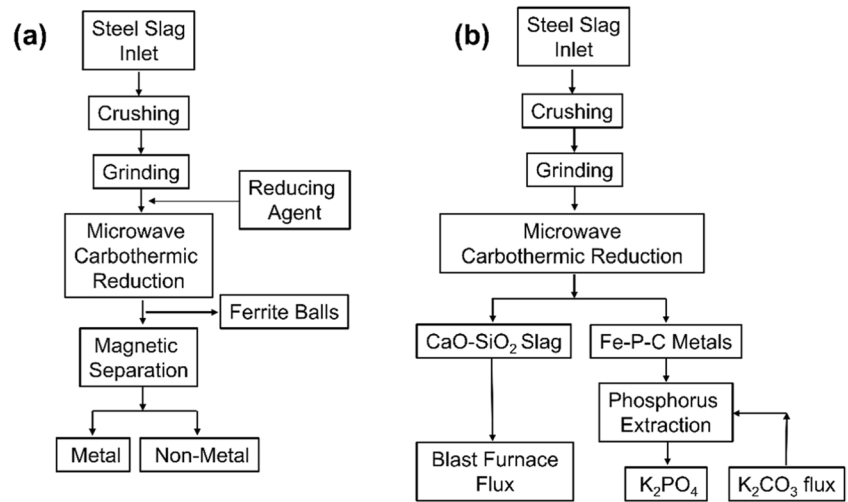 (a)
Steel Slag
Inlet
Crushing
Grinding
Reducing
Agent
Microwave
Carbothermic
Reduction
Ferrite Balls
Magnetic
Separation
Metal
Non-Metal
(b)
Steel Slag
Inlet
Crushing
Grinding
Microwave
Carbothermic Reduction
CaO-SiO₂ Slag
Fe-P-C Metals
Phosphorus
Extraction
Blast Furnace
Flux
K₂PO₄
K₂CO₃ flux